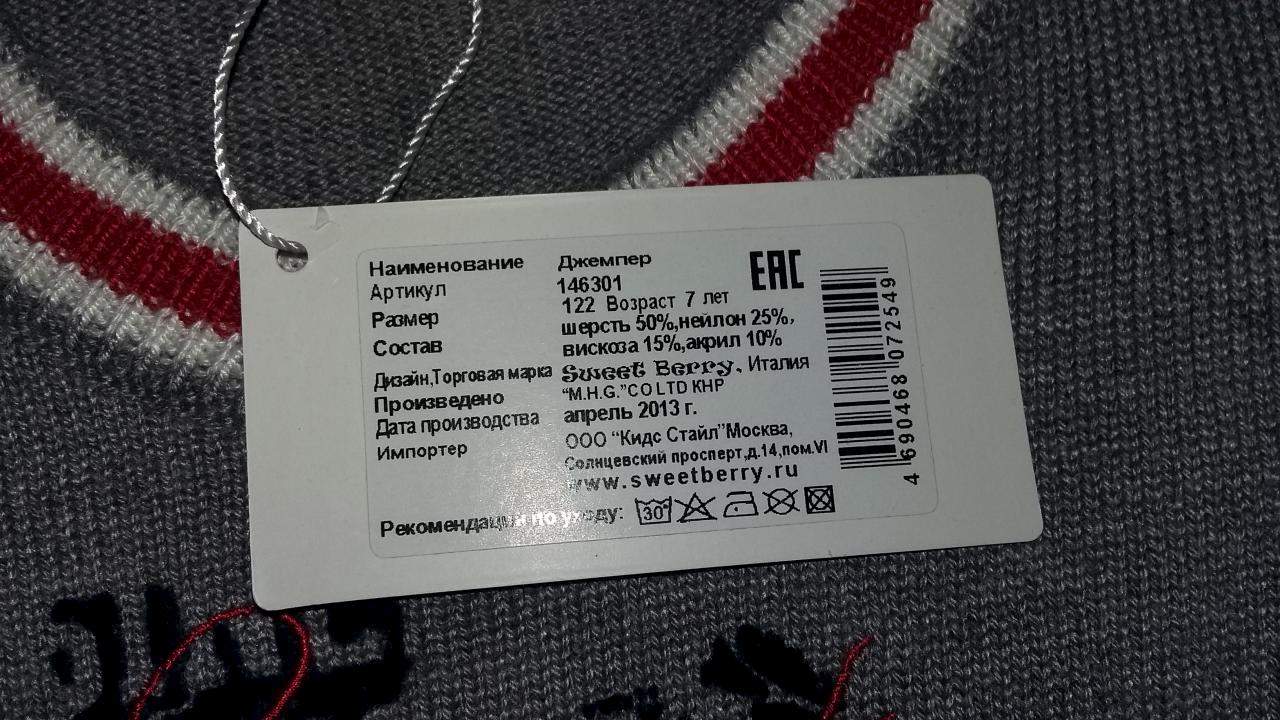 Наименование Джемпер EAC
Артикул 146301
Размер 122 Возраст 7 лет
Состав шерсть 50%,нейлон 25%,
вискоза 15%,акрил 10%
Дизайн,Торговая марка Sweet Berry. Италия
Произведено “M.H.G.”CO LTD КНР
Дата производства апрель 2013 г.
Импортер ООО “Кидс Стайл”Москва,
Солнцевский просперт,д.14,пом.VI
www.sweetberry.ru
Рекомендации по уходу: 30°
4 690468 072549